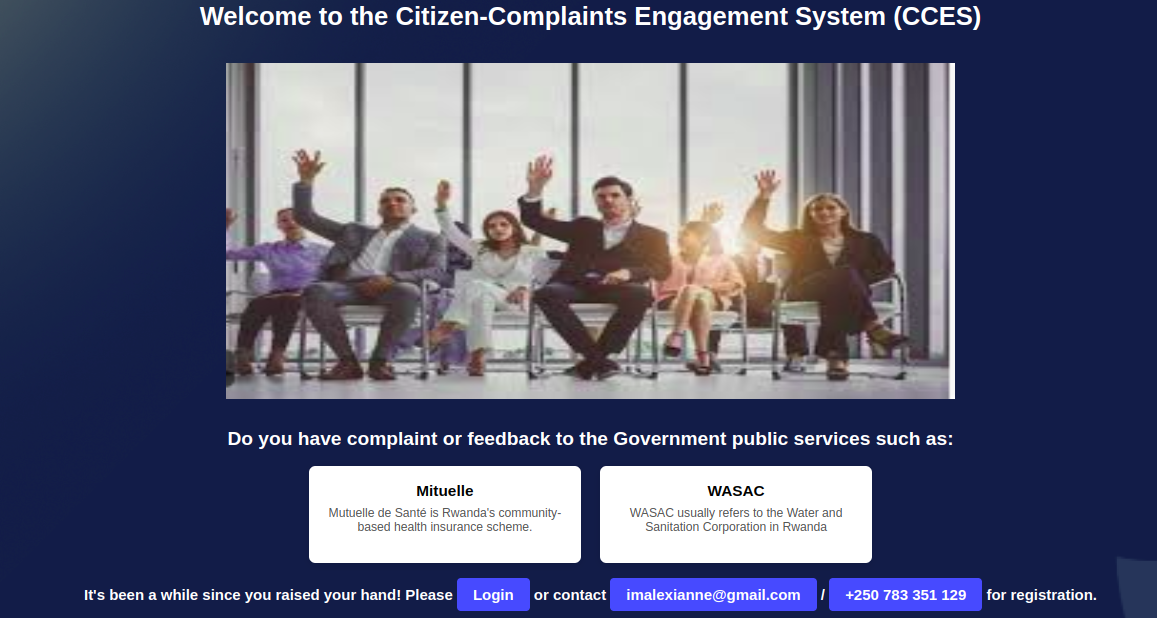 Welcome to the Citizen-Complaints Engagement System (CCES)
Do you have complaint or feedback to the Government public services such as:
Mituelle
Mutuelle de Santé is Rwanda's community-
based health insurance scheme.
WASAC
WASAC usually refers to the Water and
Sanitation Corporation in Rwanda
It's been a while since you raised your hand! Please Login or contact imalexianne@gmail.com / +250 783 351 129 for registration.